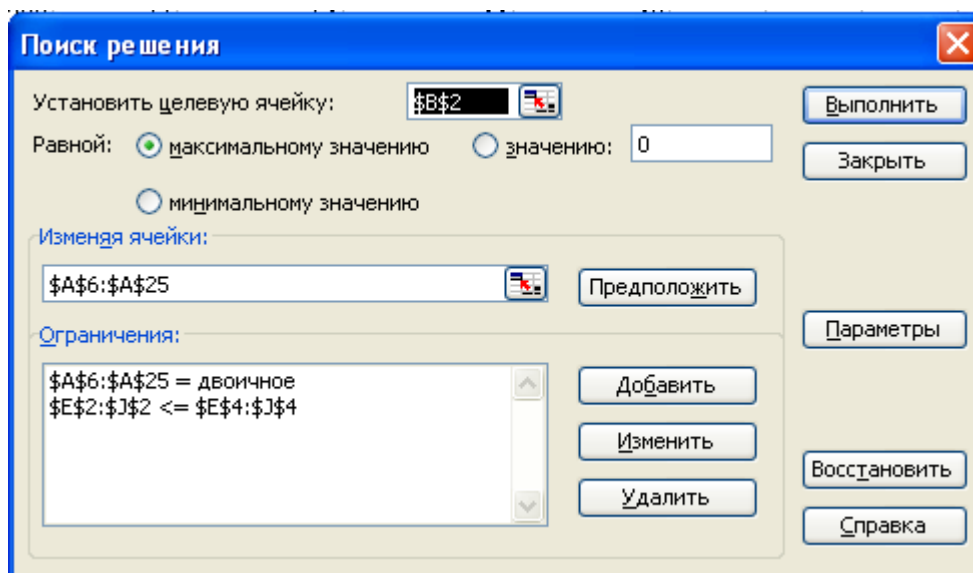 Поиск решения
Установить целевую ячейку: $B$2
Выполнить
Равной: максимальному значению значению: 0
Закрыть
минимальному значению
Изменяя ячейки:
$A$6:$A$25
Предположить
Ограничения:
Параметры
$A$6:$A$25 = двоичное
$E$2:$J$2 <= $E$4:$J$4
Добавить
Изменить
Удалить
Восстановить
Справка